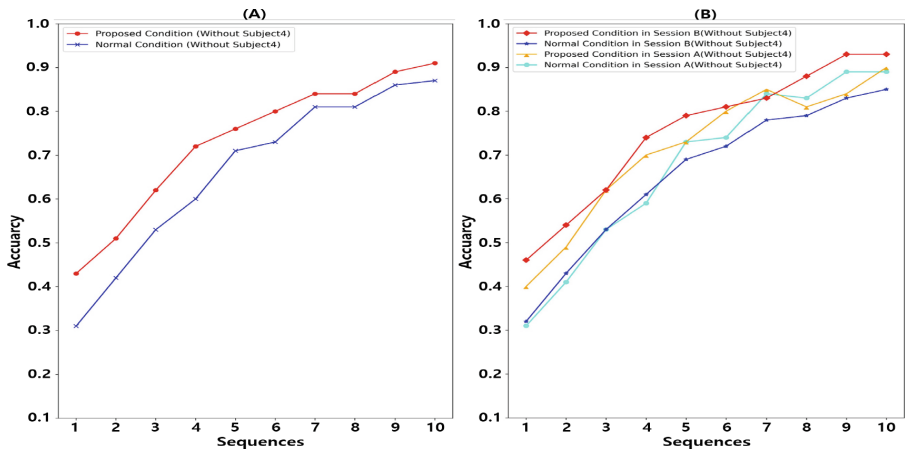 (A)
Proposed Condition (Without Subject4)
Normal Condition (Without Subject4)
1.0
0.9
0.8
0.7
0.6
0.5
0.4
0.3
0.2
0.1
Accuarcy
1 2 3 4 5 6 7 8 9 10
Sequences
(B)
Proposed Condition in Session B(Without Subject4)
Normal Condition in Session B(Without Subject4)
Proposed Condition in Session A(Without Subject4)
Normal Condition in Session A(Without Subject4)
1.0
0.9
0.8
0.7
0.6
0.5
0.4
0.3
0.2
0.1
Accuarcy
1 2 3 4 5 6 7 8 9 10
Sequences